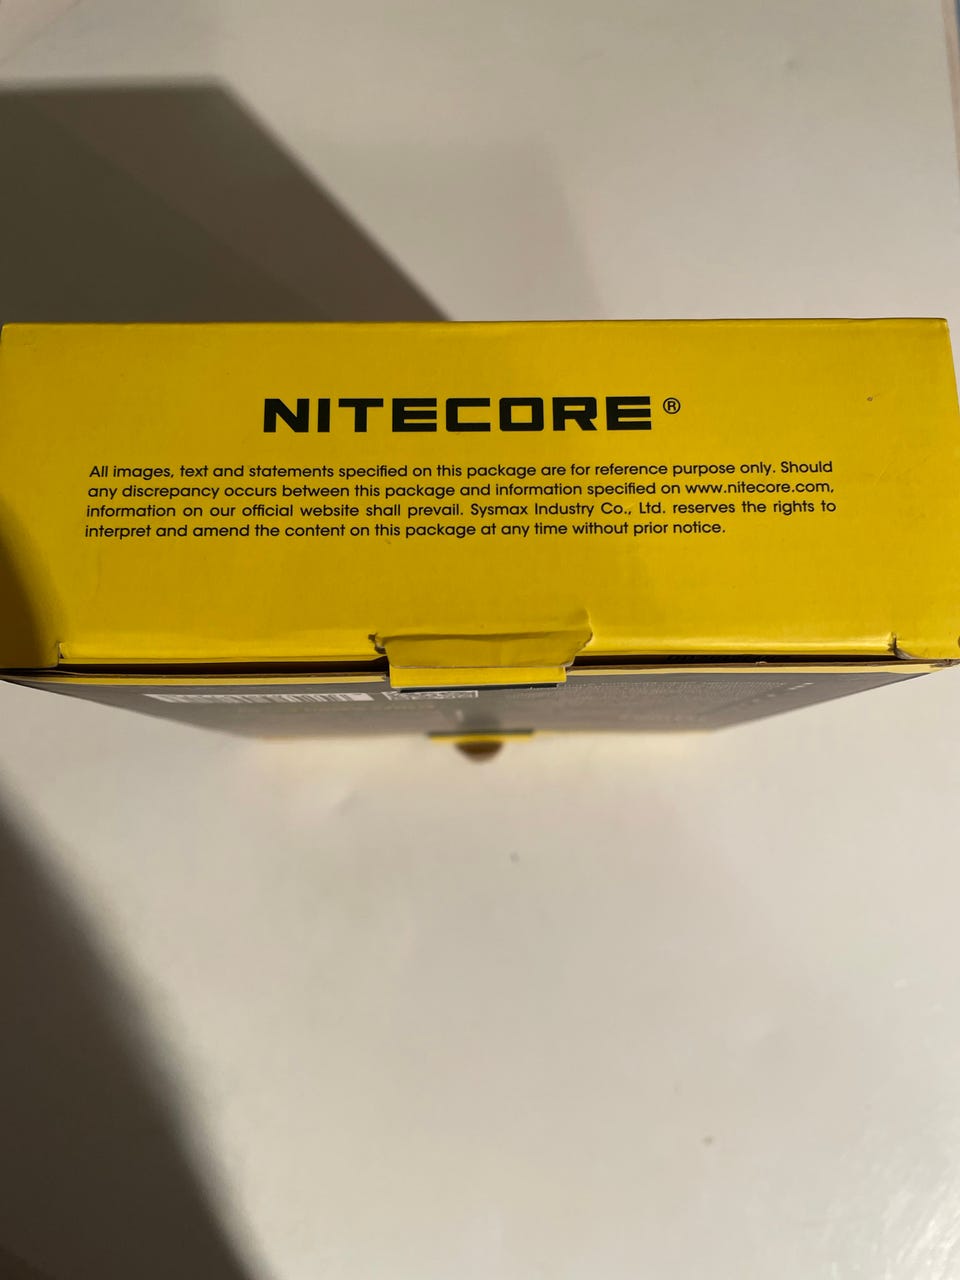 NITECORE®
All images, text and statements specified on this package are for reference purpose only. Should
any discrepancy occurs between this package and information specified on www.nitecore.com,
information on our official website shall prevail. Sysmax Industry Co., Ltd. reserves the rights to
interpret and amend the content on this package at any time without prior notice.